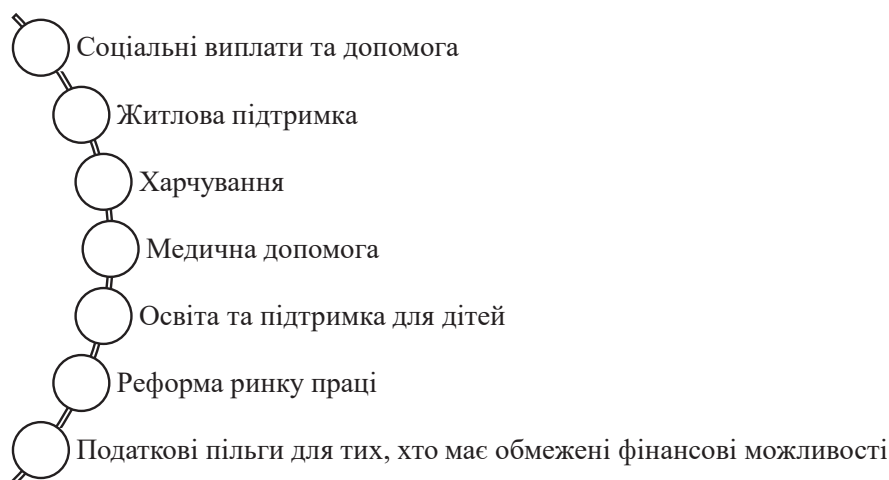 Соціальні виплати та допомога
Житлова підтримка
Харчування
Медична допомога
Освіта та підтримка для дітей
Реформа ринку праці
Податкові пільги для тих, хто має обмежені фінансові можливості